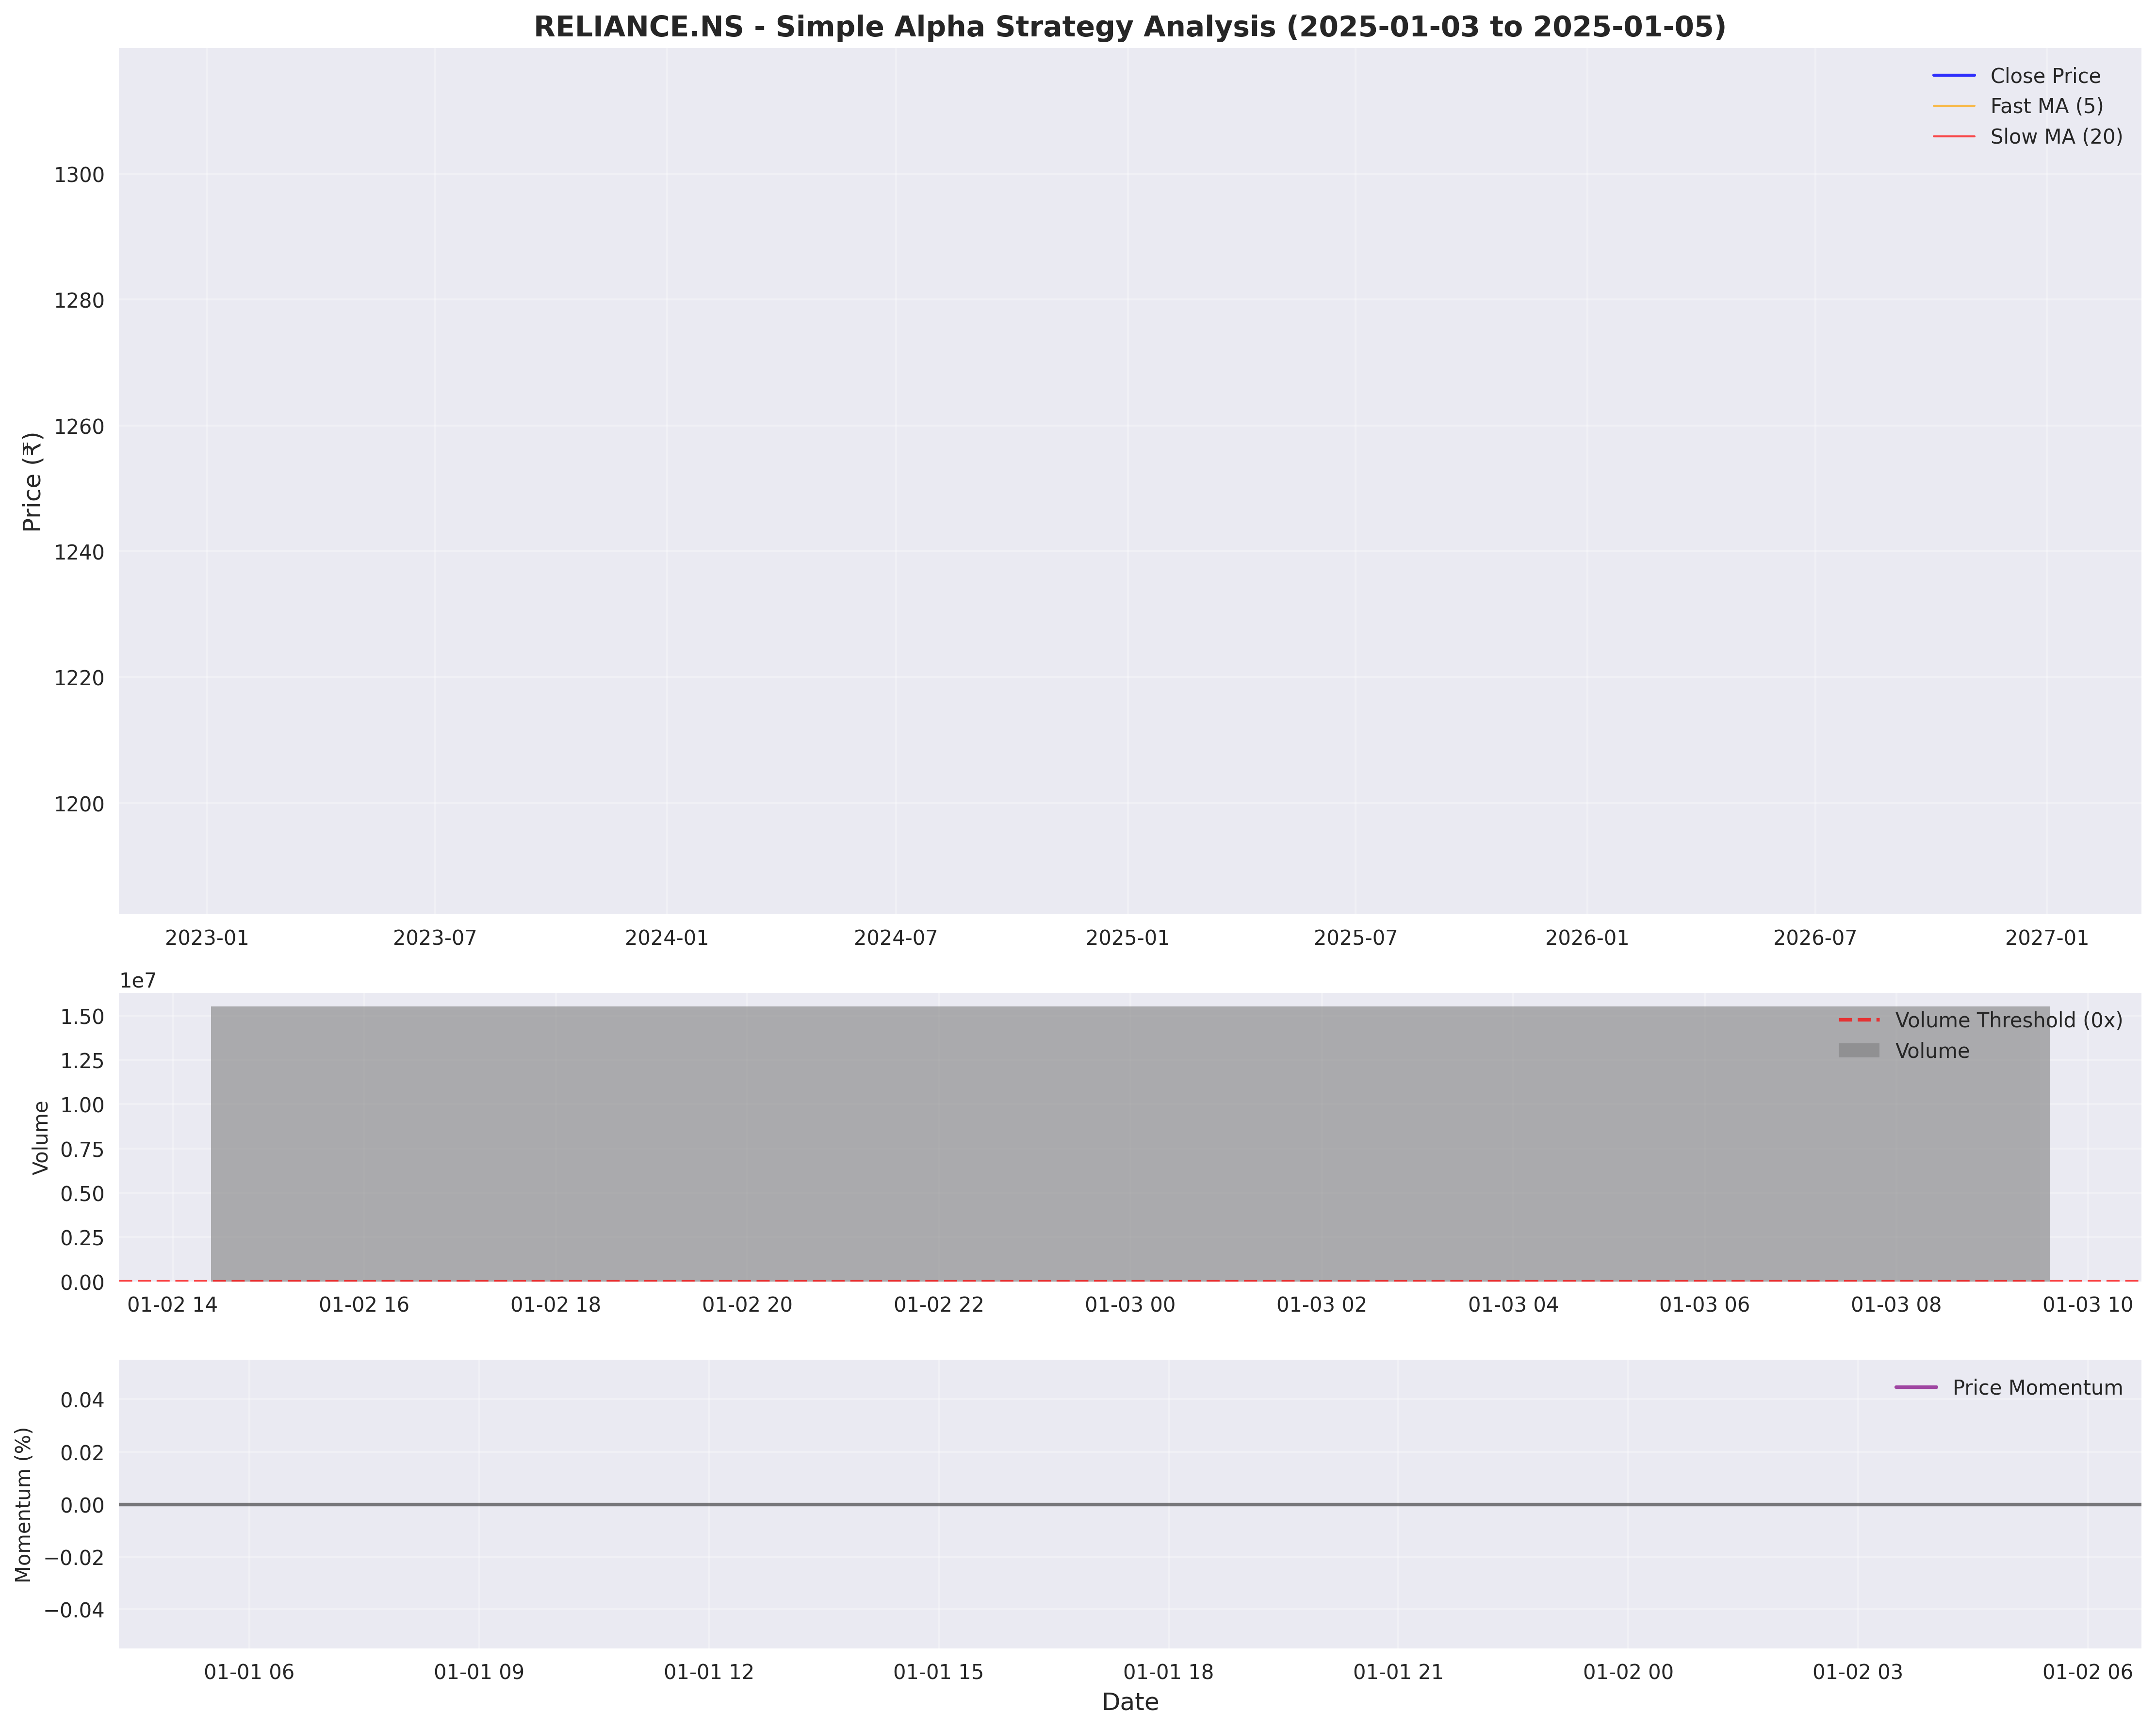 RELIANCE.NS - Simple Alpha Strategy Analysis (2025-01-03 to 2025-01-05)
Close Price
Fast MA (5)
Slow MA (20)
Price (₹)
1300
1280
1260
1240
1220
1200
2023-01 2023-07 2024-01 2024-07 2025-01 2025-07 2026-01 2026-07 2027-01
1e7
Volume Threshold (0x)
Volume
Volume
1.50
1.25
1.00
0.75
0.50
0.25
0.00
01-02 14 01-02 16 01-02 18 01-02 20 01-02 22 01-03 00 01-03 02 01-03 04 01-03 06 01-03 08 01-03 10
Price Momentum
Momentum (%)
0.04
0.02
0.00
−0.02
−0.04
01-01 06 01-01 09 01-01 12 01-01 15 01-01 18 01-01 21 01-02 00 01-02 03 01-02 06
Date